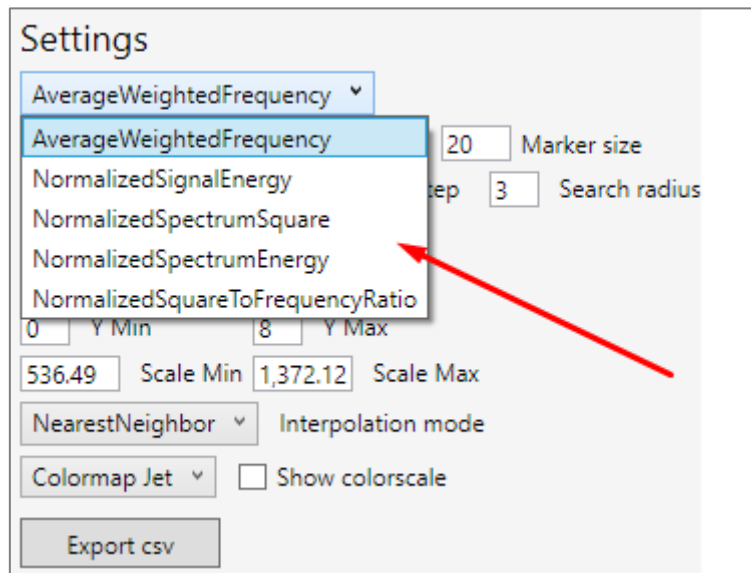 Settings
AverageWeightedFrequency
AverageWeightedFrequency
20 Marker size
NormalizedSignalEnergy
3 Search radius
NormalizedSpectrumSquare
NormalizedSpectrumEnergy
NormalizedSquareToFrequencyRatio
0 Y Min 8 Y Max
536.49 Scale Min 1,372.12 Scale Max
NearestNeighbor Interpolation mode
Colormap Jet Show colorscale
Export csv